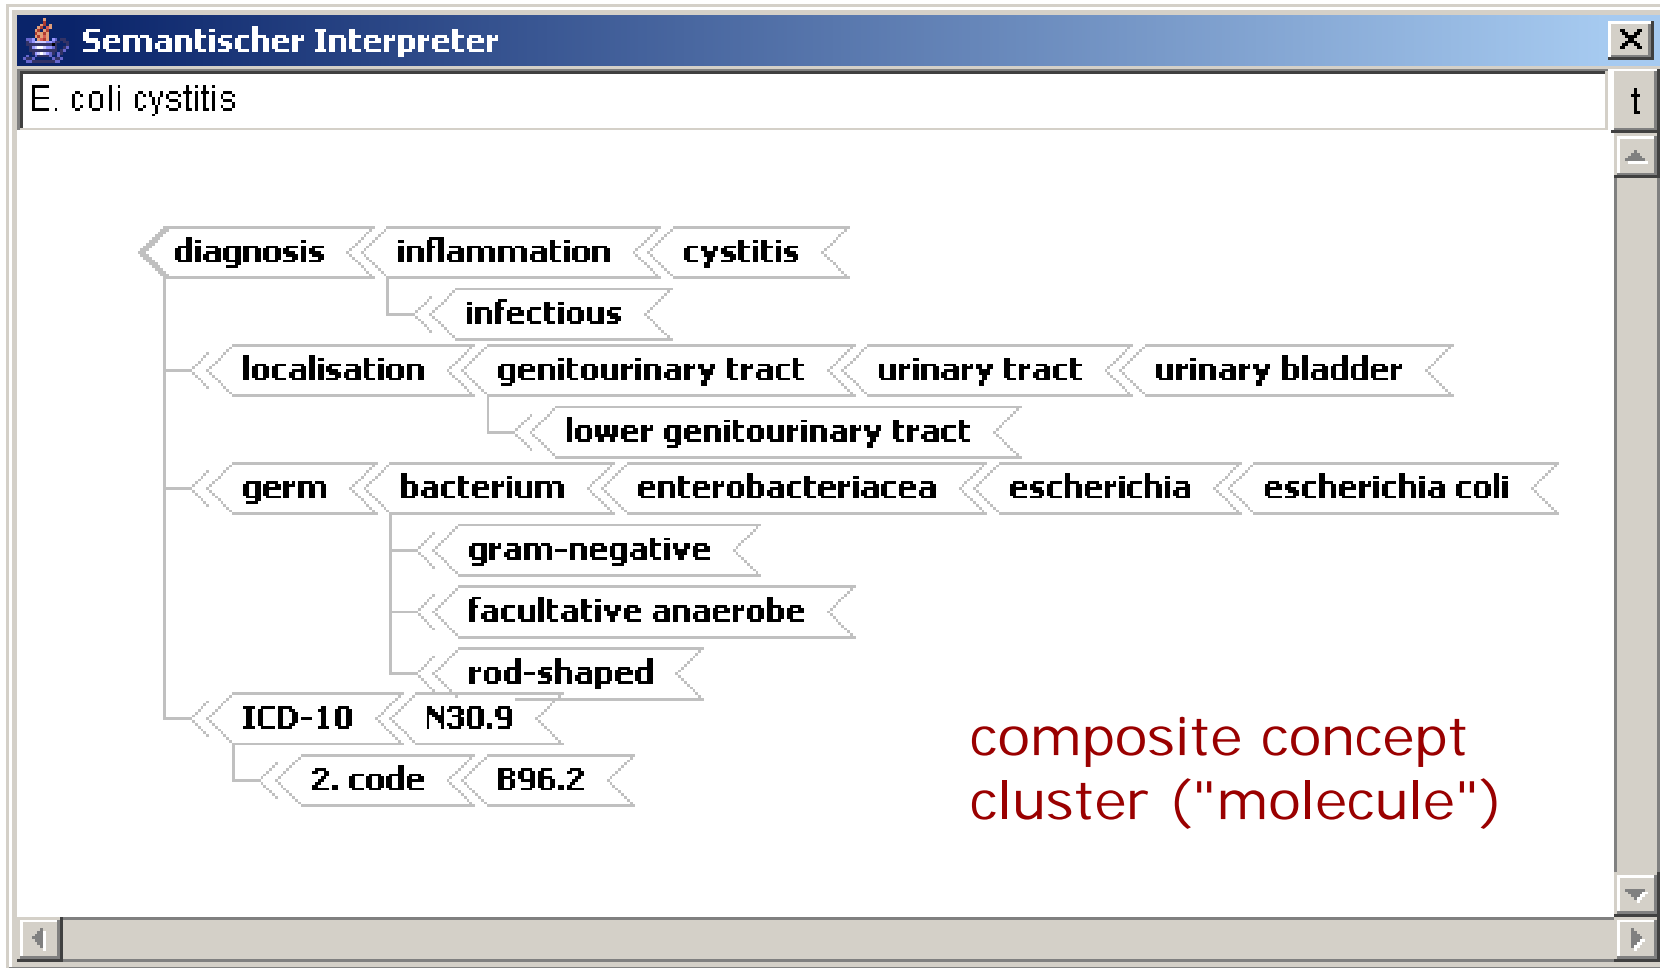 Semantischer Interpreter
E. coli cystitis
t
diagnosis inflammation cystitis
infectious
localisation genitourinary tract urinary tract urinary bladder
lower genitourinary tract
germ bacterium enterobacteriacea escherichia escherichia coli
gram-negative
facultative anaerobe
rod-shaped
ICD-10 N30.9
2. code B96.2
composite concept
cluster ("molecule")